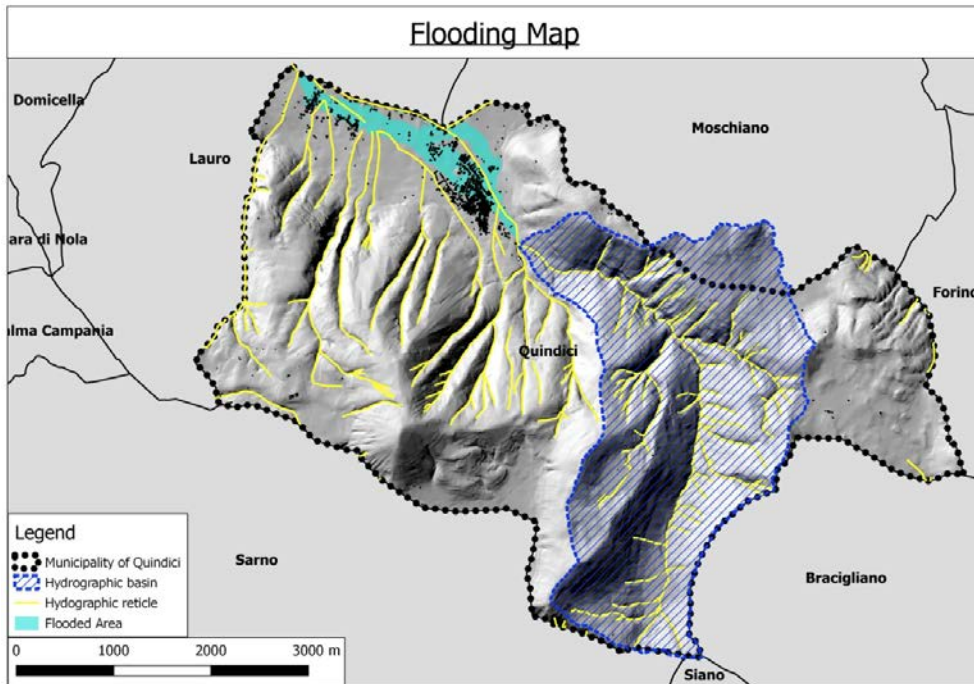 Flooding Map
Domicella
Moschiano
Lauro
ara di Nola
Forino
alma Campania
Quindici
Legend
Municipality of Quindici
Hydrographic basin
Hydographic reticle
Flooded Area
Sarno
Bracigliano
0 1000 2000 3000 m
Siano